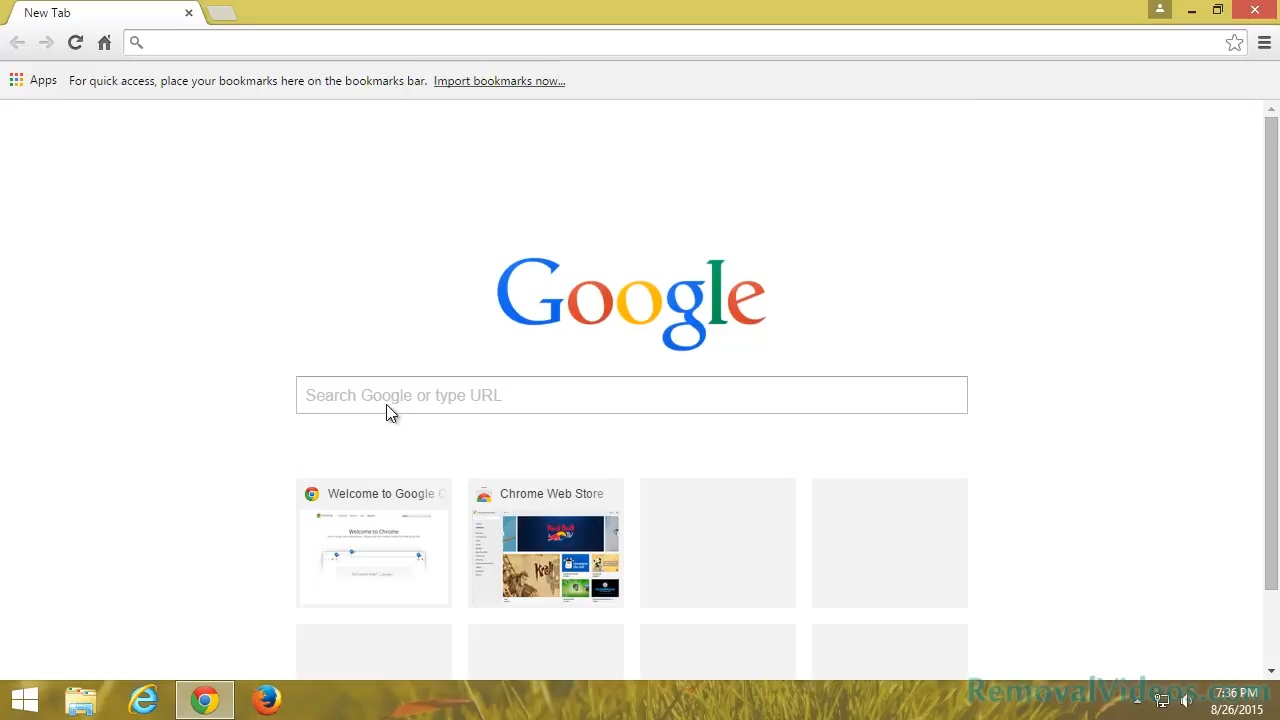 New Tab
Apps
For quick access, place your bookmarks here on the bookmarks bar. Import bookmarks now...
Google
Search Google or type URL
Welcome to Google C
Chrome Web Store
Welcome to Chrome
RemovalVideos.com
7:36 PM
8/26/2015